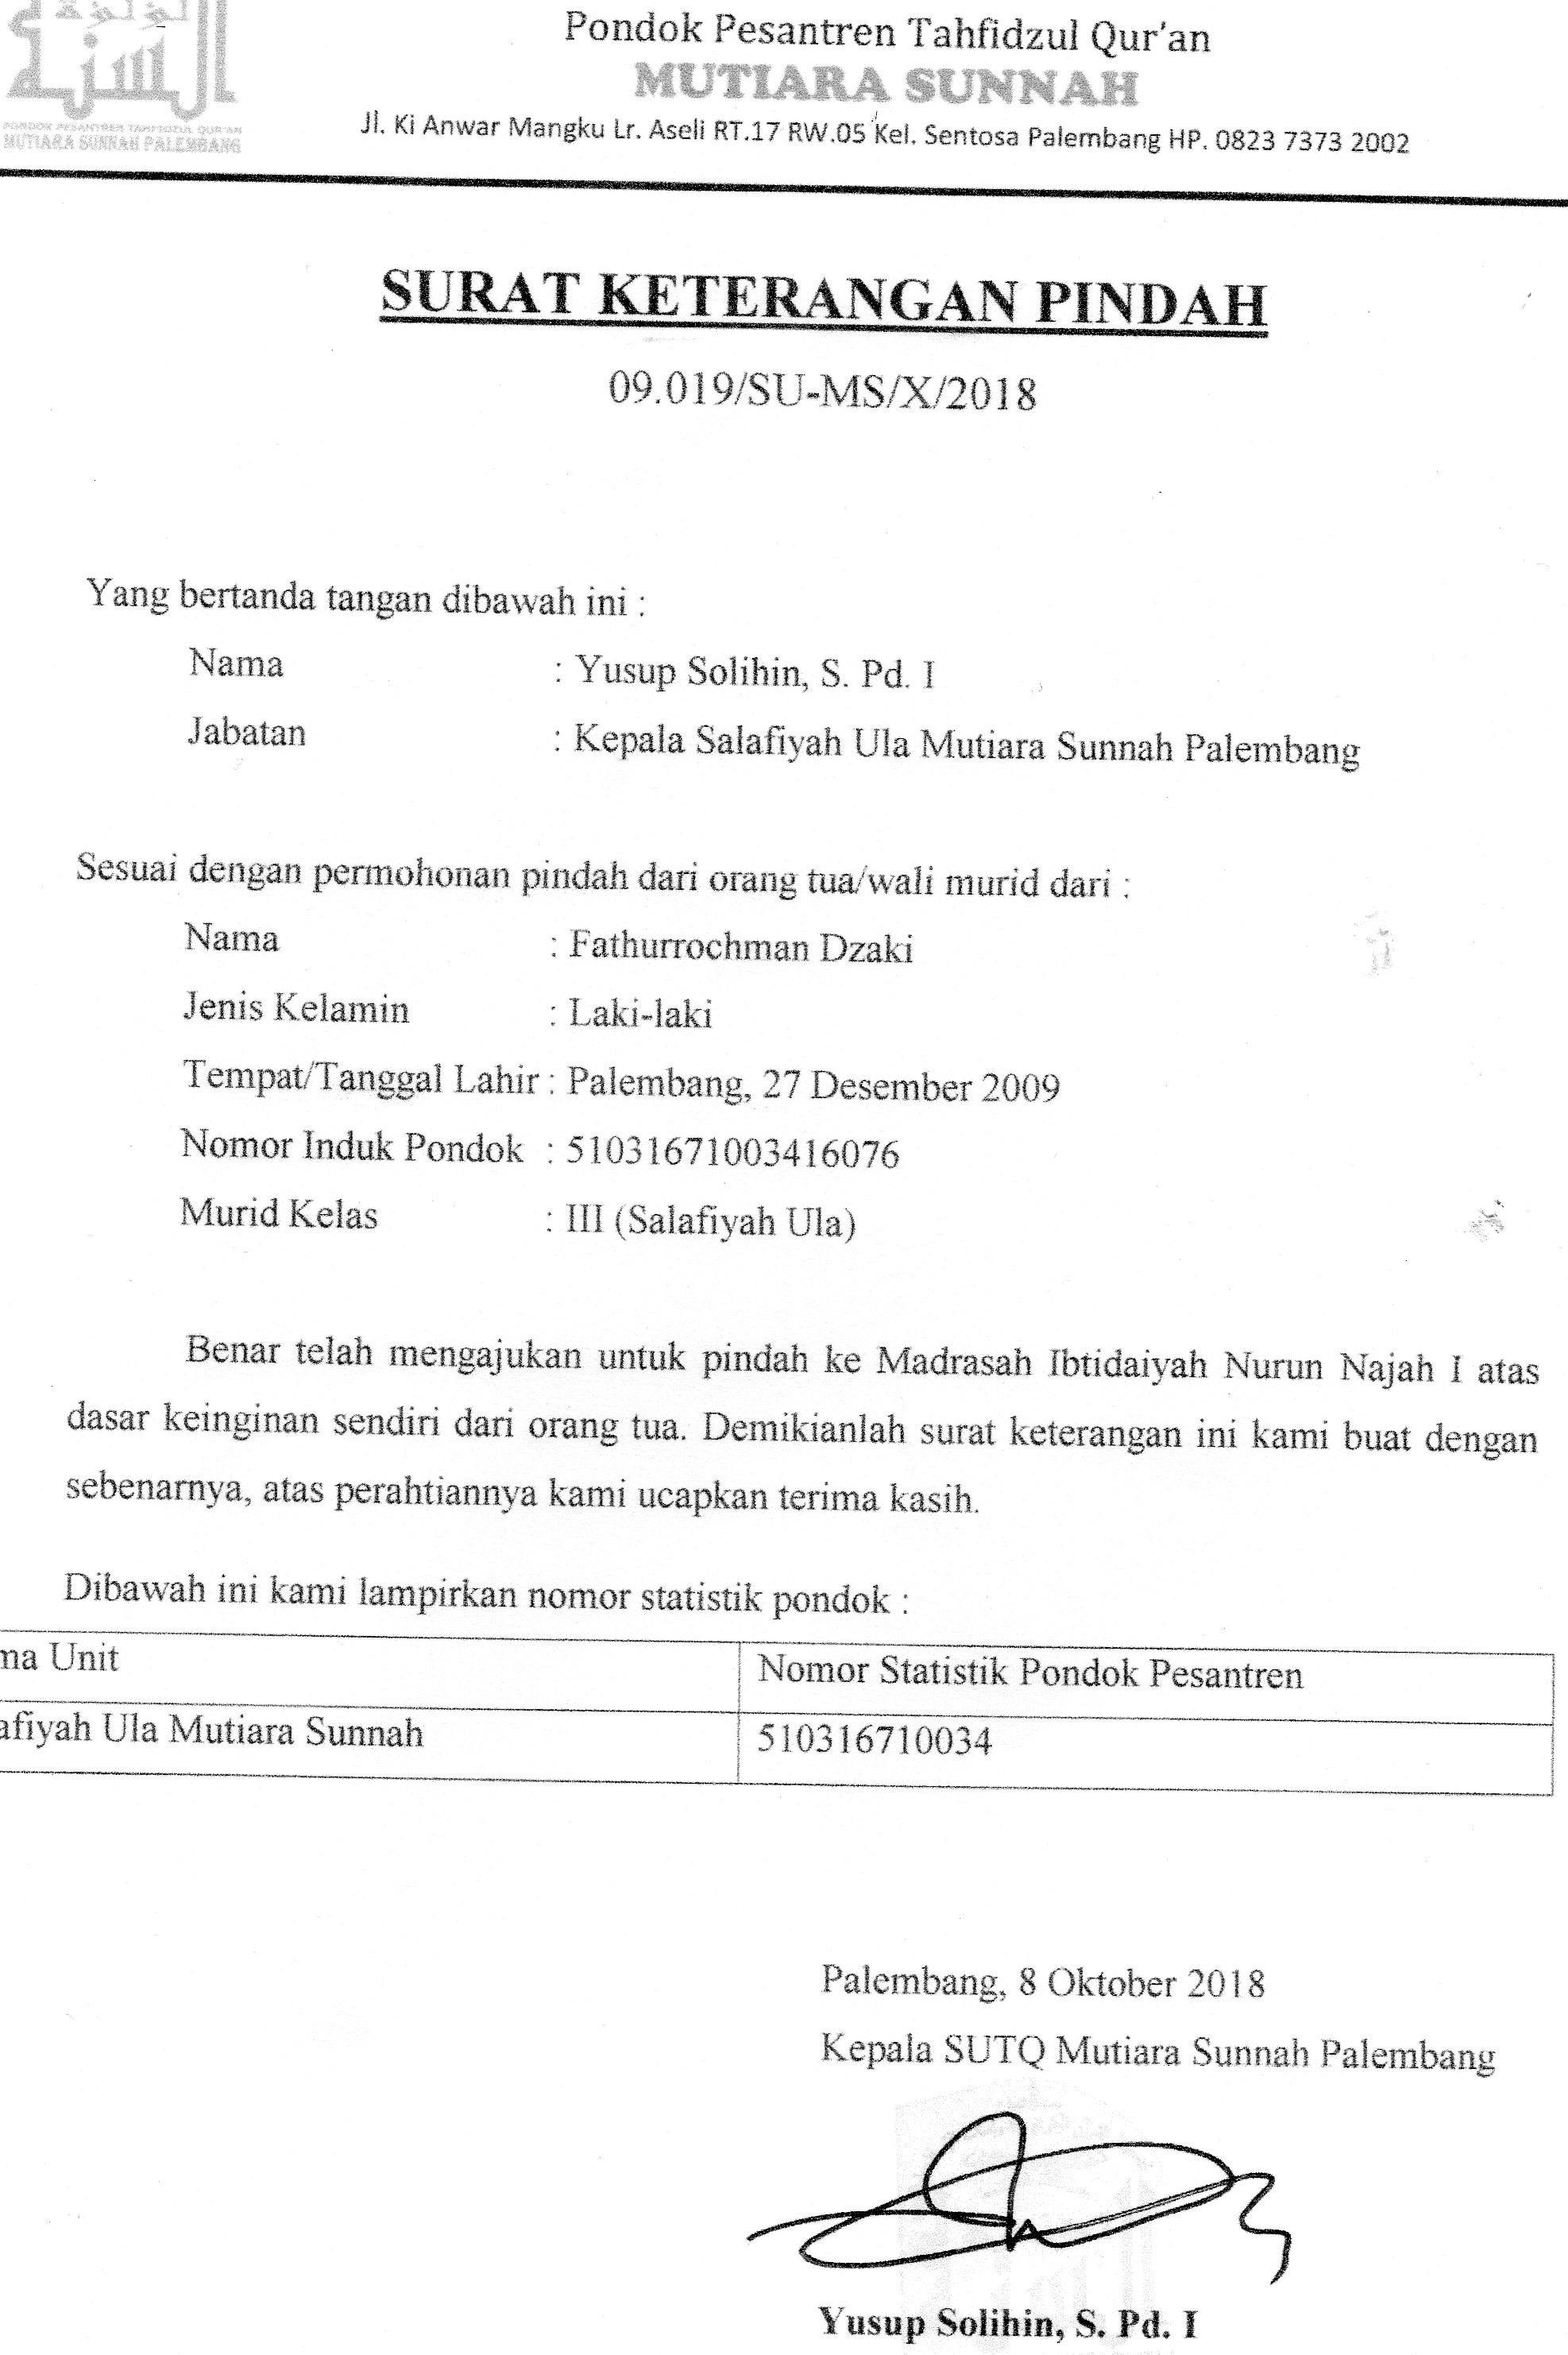 السنة
PONDOK PESANTREN TAHFIDZUL QUR'AN
MUTIARA SUNNAH PALEMBANG
Pondok Pesantren Tahfidzul Qur'an
MUTIARA SUNNAH
Jl. Ki Anwar Mangku Lr. Aseli RT.17 RW.05 Kel. Sentosa Palembang HP. 0823 7373 2002
SURAT KETERANGAN PINDAH
09.019/SU-MS/X/2018
Yang bertanda tangan dibawah ini :
Nama : Yusup Solihin, S. Pd. I
Jabatan : Kepala Salafiyah Ula Mutiara Sunnah Palembang
Sesuai dengan permohonan pindah dari orang tua/wali murid dari :
Nama : Fathurrochman Dzaki
Jenis Kelamin : Laki-laki
Tempat/Tanggal Lahir : Palembang, 27 Desember 2009
Nomor Induk Pondok : 51031671003416076
Murid Kelas : III (Salafiyah Ula)
Benar telah mengajukan untuk pindah ke Madrasah Ibtidaiyah Nurun Najah I atas
dasar keinginan sendiri dari orang tua. Demikianlah surat keterangan ini kami buat dengan
sebenarnya, atas perahtiannya kami ucapkan terima kasih.
Dibawah ini kami lampirkan nomor statistik pondok :
ma Unit Nomor Statistik Pondok Pesantren
afiyah Ula Mutiara Sunnah 510316710034
Palembang, 8 Oktober 2018
Kepala SUTQ Mutiara Sunnah Palembang
Yusup Solihin, S. Pd. I